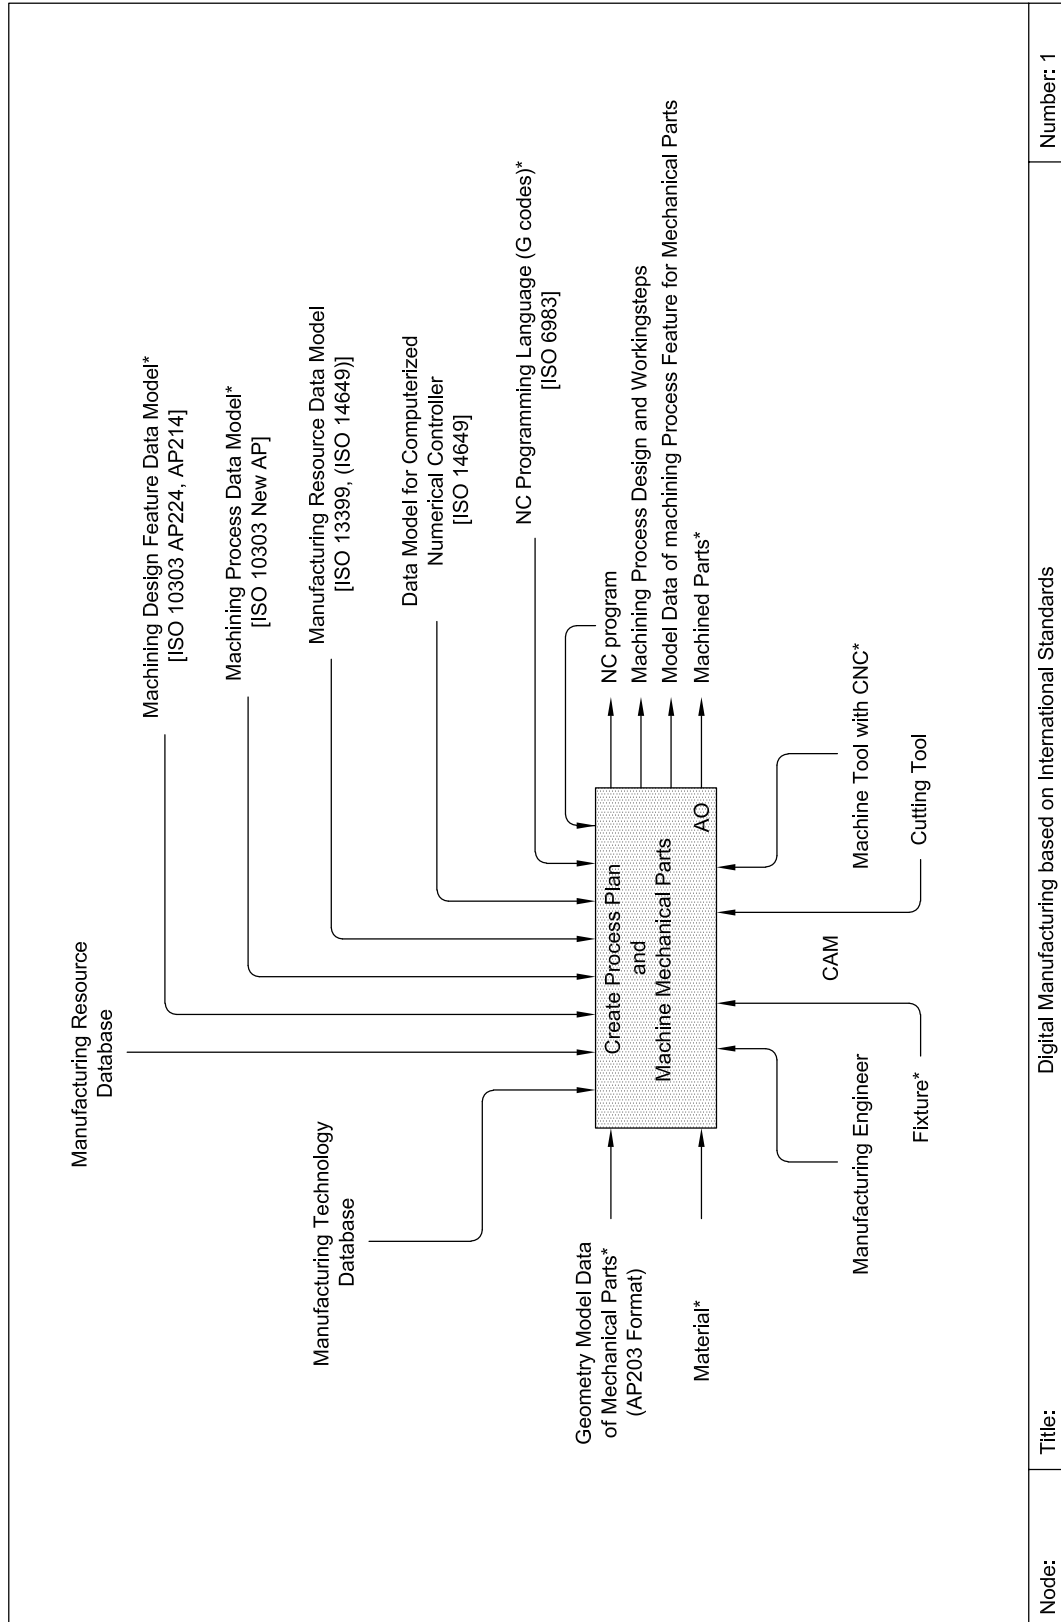 Manufacturing Resource
Database
Machining Design Feature Data Model*
[ISO 10303 AP224, AP214]
Machining Process Data Model*
[ISO 10303 New AP]
Manufacturing Technology
Database
Manufacturing Resource Data Model
[ISO 13399, (ISO 14649)]
Data Model for Computerized
Numerical Controller
[ISO 14649]
NC Programming Language (G codes)*
[ISO 6983]
Geometry Model Data
of Mechanical Parts*
(AP203 Format)
Material*
Create Process Plan
and
Machine Mechanical Parts
AO
NC program
Machining Process Design and Workingsteps
Model Data of machining Process Feature for Mechanical Parts
Machined Parts*
Manufacturing Engineer
Fixture*
CAM
Machine Tool with CNC*
Cutting Tool
Node:
Title:
Digital Manufacturing based on International Standards
Number: 1